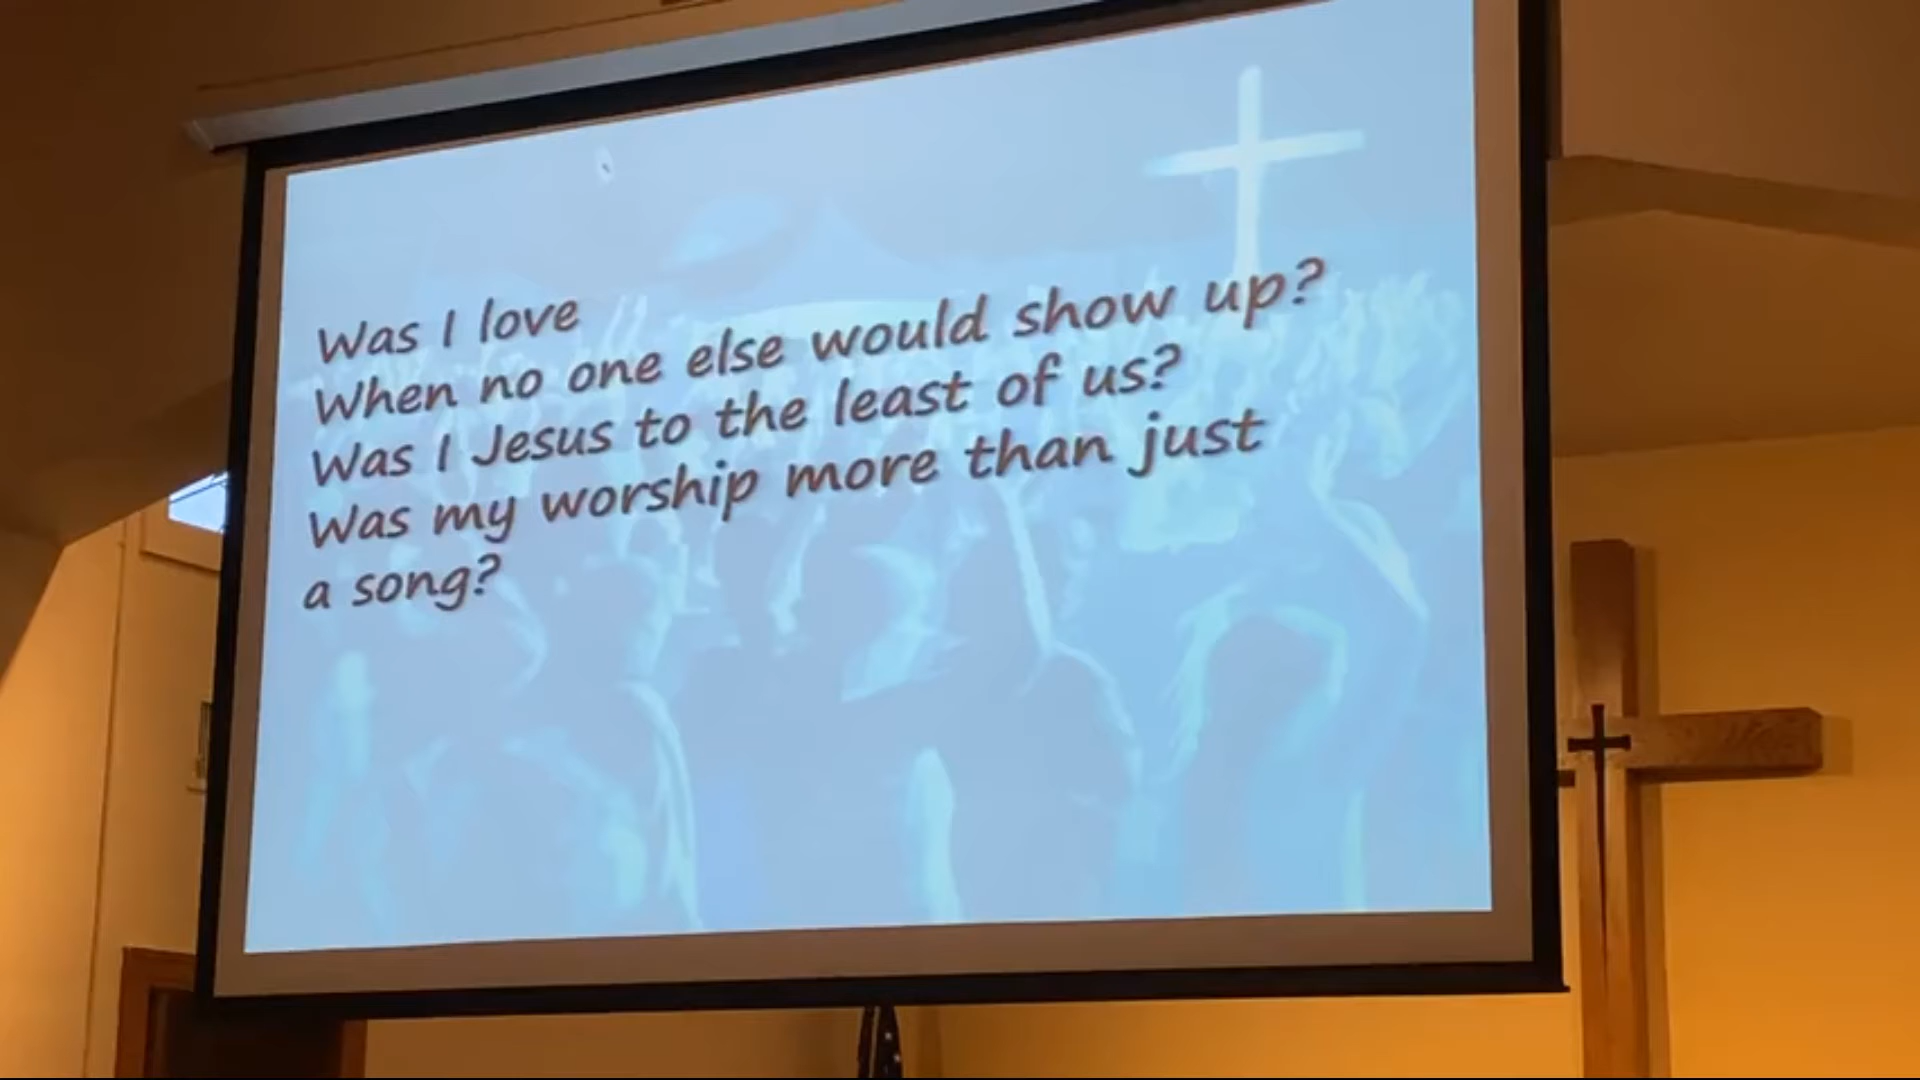 Was I love
When no one else would show up?
Was I Jesus to the least of us?
Was my worship more than just
a song?